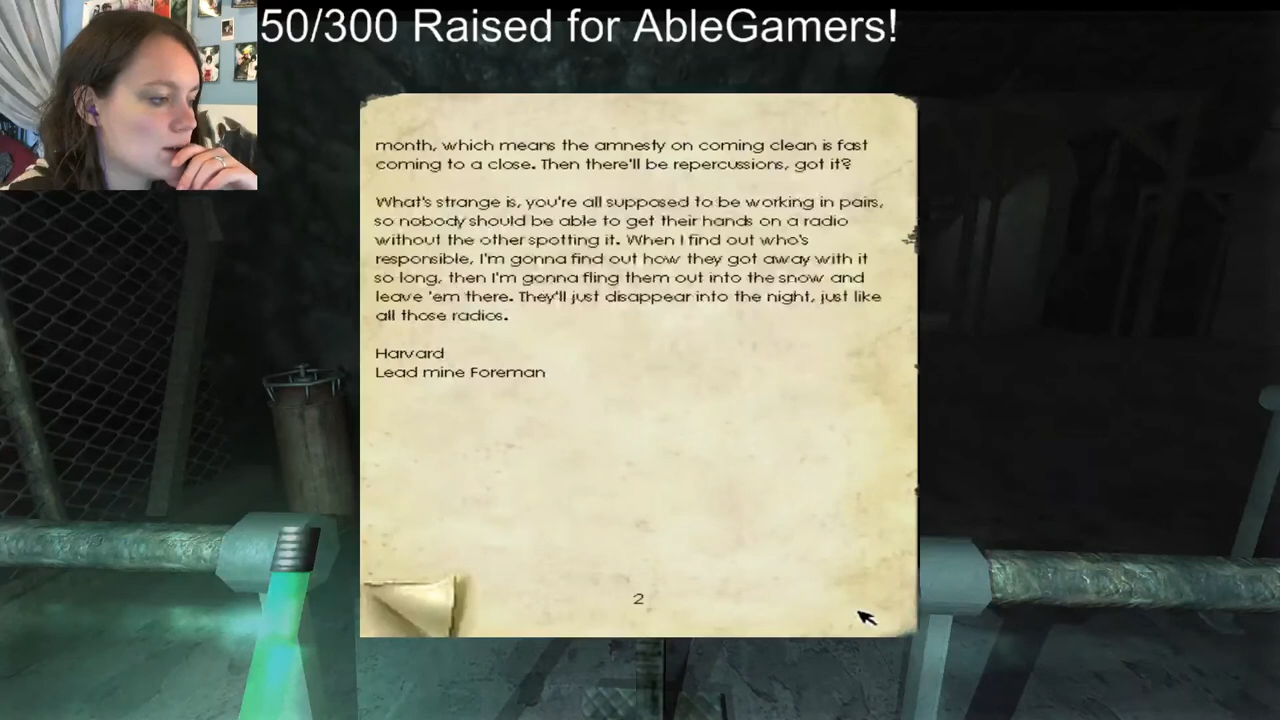 50/300 Raised for AbleGamers!
month, which means the amnesty on coming clean is fast
coming to a close. Then there'll be repercussions, got it?
What's strange is, you're all supposed to be working in pairs,
so nobody should be able to get their hands on a radio
without the other spotting it. When I find out who's
responsible, I'm gonna find out how they got away with it
so long, then I'm gonna fling them out into the snow and
leave 'em there. They'll just disappear into the night, just like
all those radios.
Harvard
Lead mine Foreman
2